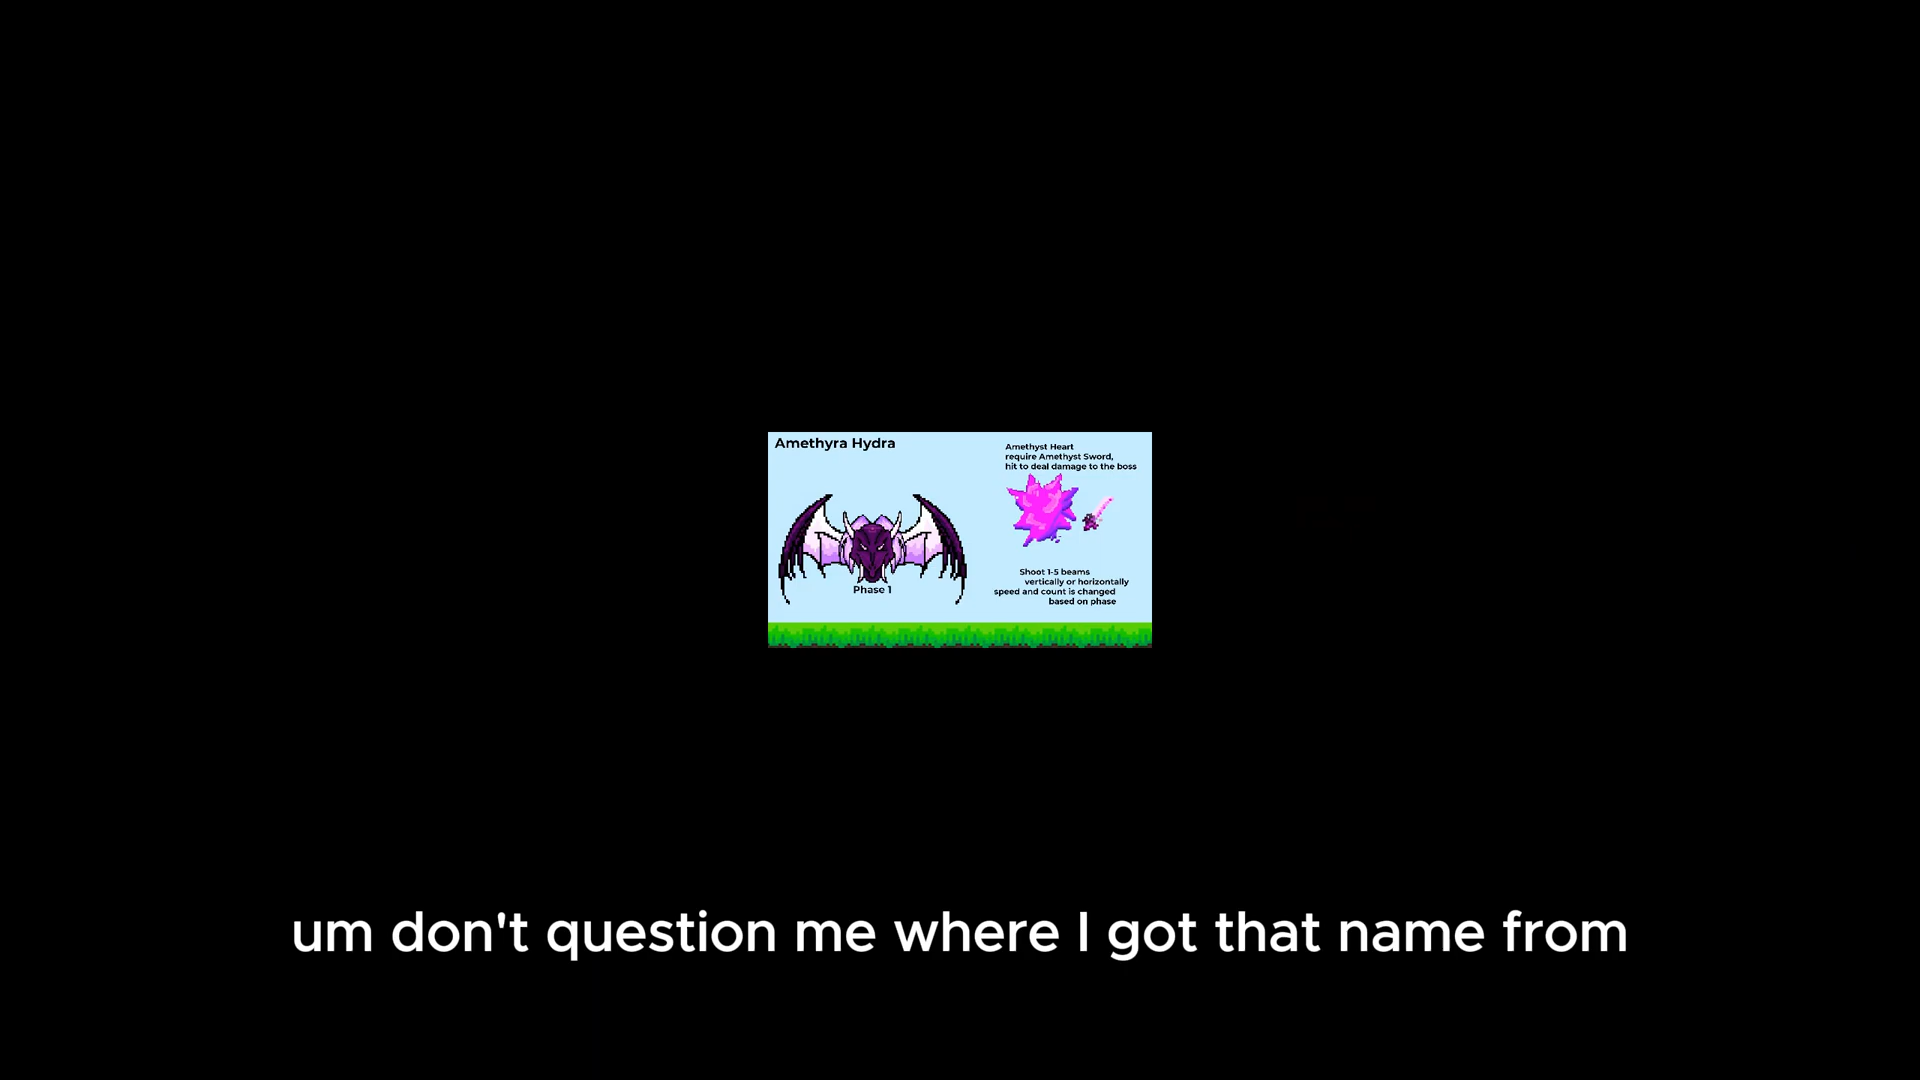 Amethyra Hydra
Amethyst Heart
require Amethyst Sword,
hit to deal damage to the boss
Phase 1
Shoot 1-5 beams
vertically or horizontally
speed and count is changed
based on phase
um don't question me where I got that name from